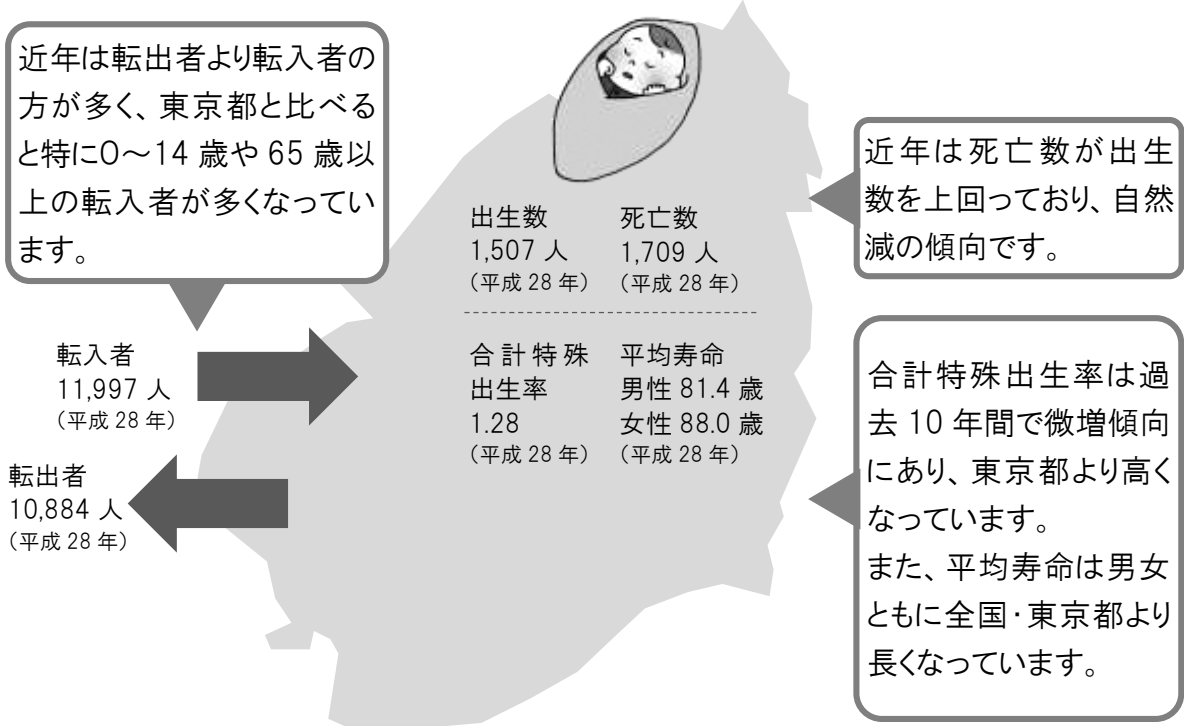 近年は転出者より転入者の
方が多く、東京都と比べる
と特に0～14 歳や 65 歳以
上の転入者が多くなってい
ます。
転入者
11,997 人
（平成 28 年）
転出者
10,884 人
（平成 28 年）
出生数
1,507 人
（平成 28 年）
死亡数
1,709 人
（平成 28 年）
合計特殊
出生率
1.28
（平成 28 年）
平均寿命
男性 81.4 歳
女性 88.0 歳
（平成 28 年）
近年は死亡数が出生
数を上回っており、自然
減の傾向です。
合計特殊出生率は過
去 10 年間で微増傾向
にあり、東京都より高く
なっています。
また、平均寿命は男女
ともに全国・東京都より
長くなっています。